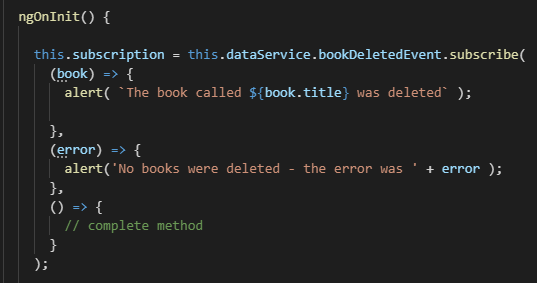 ngOnInit() {
this.subscription = this.dataService.bookDeletedEvent.subscribe(
(book) => {
alert( `The book called ${book.title} was deleted` );
},
(error) => {
alert('No books were deleted - the error was ' + error );
},
() => {
// complete method
}
);